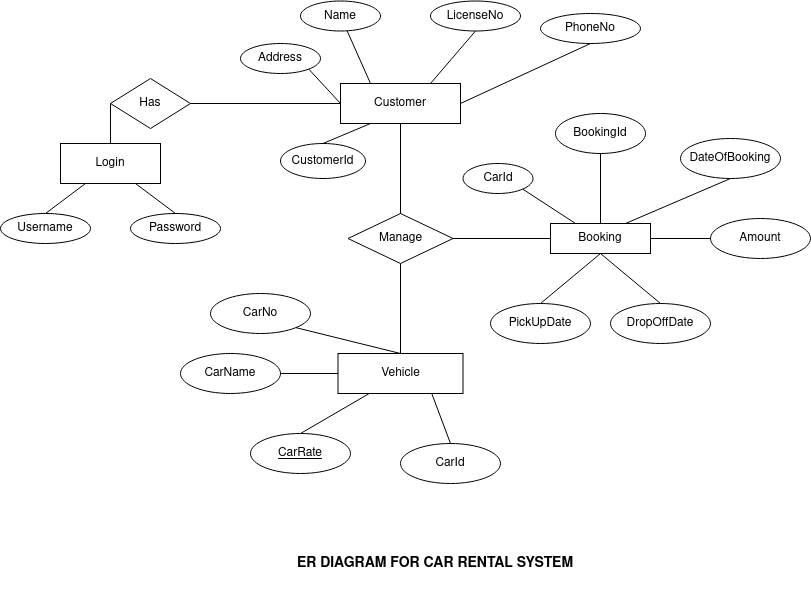 Name
LicenseNo
PhoneNo
Address
Has
Customer
BookingId
Login
CustomerId
DateOfBooking
CarId
Username
Password
Manage
Booking
Amount
CarNo
PickUpDate
DropOffDate
CarName
Vehicle
CarRate
CarId
ER DIAGRAM FOR CAR RENTAL SYSTEM